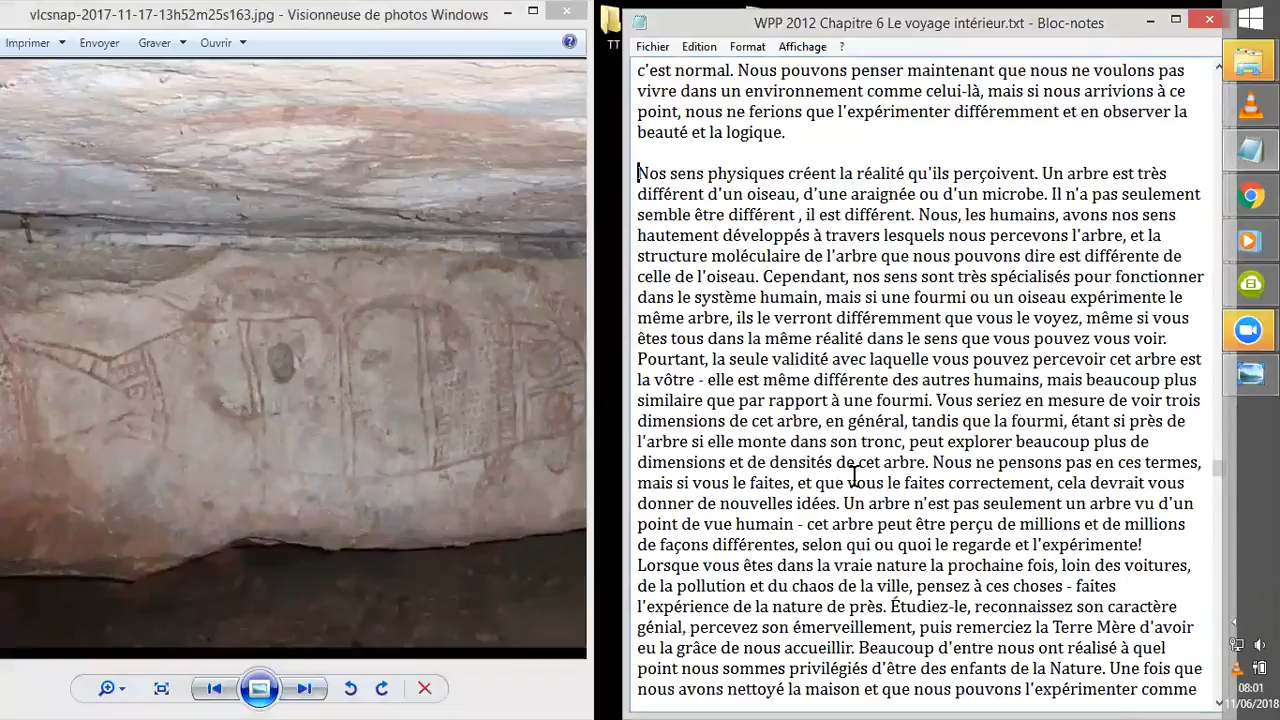 vlcsnap-2017-11-17-13h52m25s163.jpg - Visionneuse de photos Windows
Imprimer Envoyer Graver Ouvrir
TT
WPP 2012 Chapitre 6 Le voyage intérieur.txt - Bloc-notes
Fichier Edition Format Affichage ?
c'est normal. Nous pouvons penser maintenant que nous ne voulons pas
vivre dans un environnement comme celui-là, mais si nous arrivions à ce
point, nous ne ferions que l'expérimenter différemment et en observer la
beauté et la logique.
Nos sens physiques créent la réalité qu'ils perçoivent. Un arbre est très
différent d'un oiseau, d'une araignée ou d'un microbe. Il n'a pas seulement
semble être différent , il est différent. Nous, les humains, avons nos sens
hautement développés à travers lesquels nous percevons l'arbre, et la
structure moléculaire de l'arbre que nous pouvons dire est différente de
celle de l'oiseau. Cependant, nos sens sont très spécialisés pour fonctionner
dans le système humain, mais si une fourmi ou un oiseau expérimente le
même arbre, ils le verront différemment que vous le voyez, même si vous
êtes tous dans la même réalité dans le sens que vous pouvez vous voir.
Pourtant, la seule validité avec laquelle vous pouvez percevoir cet arbre est
la vôtre - elle est même différente des autres humains, mais beaucoup plus
similaire que par rapport à une fourmi. Vous seriez en mesure de voir trois
dimensions de cet arbre, en général, tandis que la fourmi, étant si près de
l'arbre si elle monte dans son tronc, peut explorer beaucoup plus de
dimensions et de densités de cet arbre. Nous ne pensons pas en ces termes,
mais si vous le faites, et que vous le faites correctement, cela devrait vous
donner de nouvelles idées. Un arbre n'est pas seulement un arbre vu d'un
point de vue humain - cet arbre peut être perçu de millions et de millions
de façons différentes, selon qui ou quoi le regarde et l'expérimente!
Lorsque vous êtes dans la vraie nature la prochaine fois, loin des voitures,
de la pollution et du chaos de la ville, pensez à ces choses - faites
l'expérience de la nature de près. Étudiez-le, reconnaissez son caractère
génial, percevez son émerveillement, puis remerciez la Terre Mère d'avoir
eu la grâce de nous accueillir. Beaucoup d'entre nous ont réalisé à quel
point nous sommes privilégiés d'être des enfants de la Nature. Une fois que
nous avons nettoyé la maison et que nous pouvons l'expérimenter comme
08:01
11/06/2018